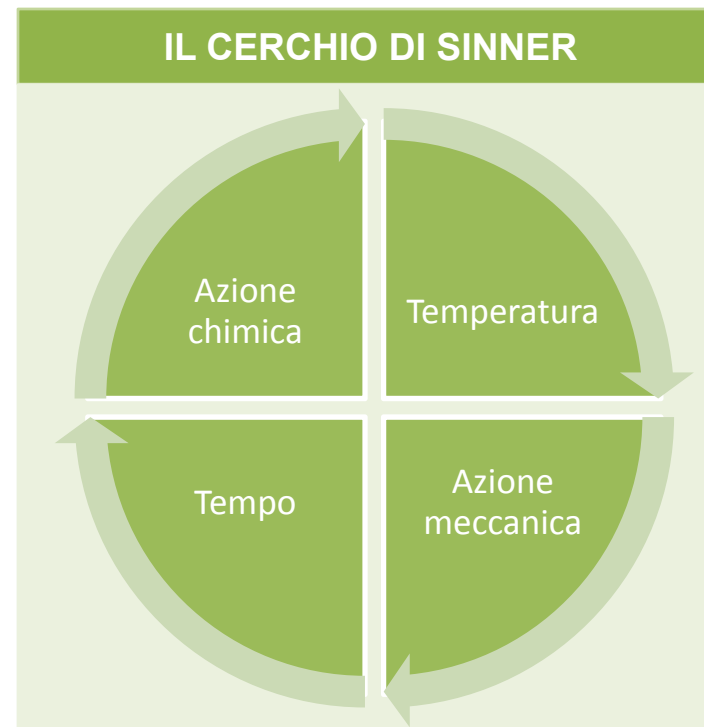 IL CERCHIO DI SINNER
Azione
chimica
Temperatura
Tempo
Azione
meccanica